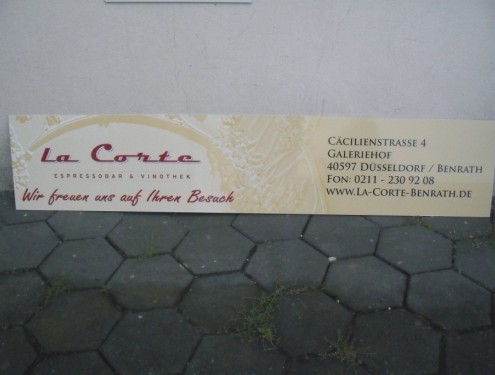 La Corte
ESPRESSOBAR & VINOTHEK
Wir freuen uns auf Ihren Besuch
CÄCILIENSTRASSE 4
GALERIEHOF
40597 DÜSSELDORF / BENRATH
FON: 0211 - 230 92 08
WWW.LA-CORTE-BENRATH.DE